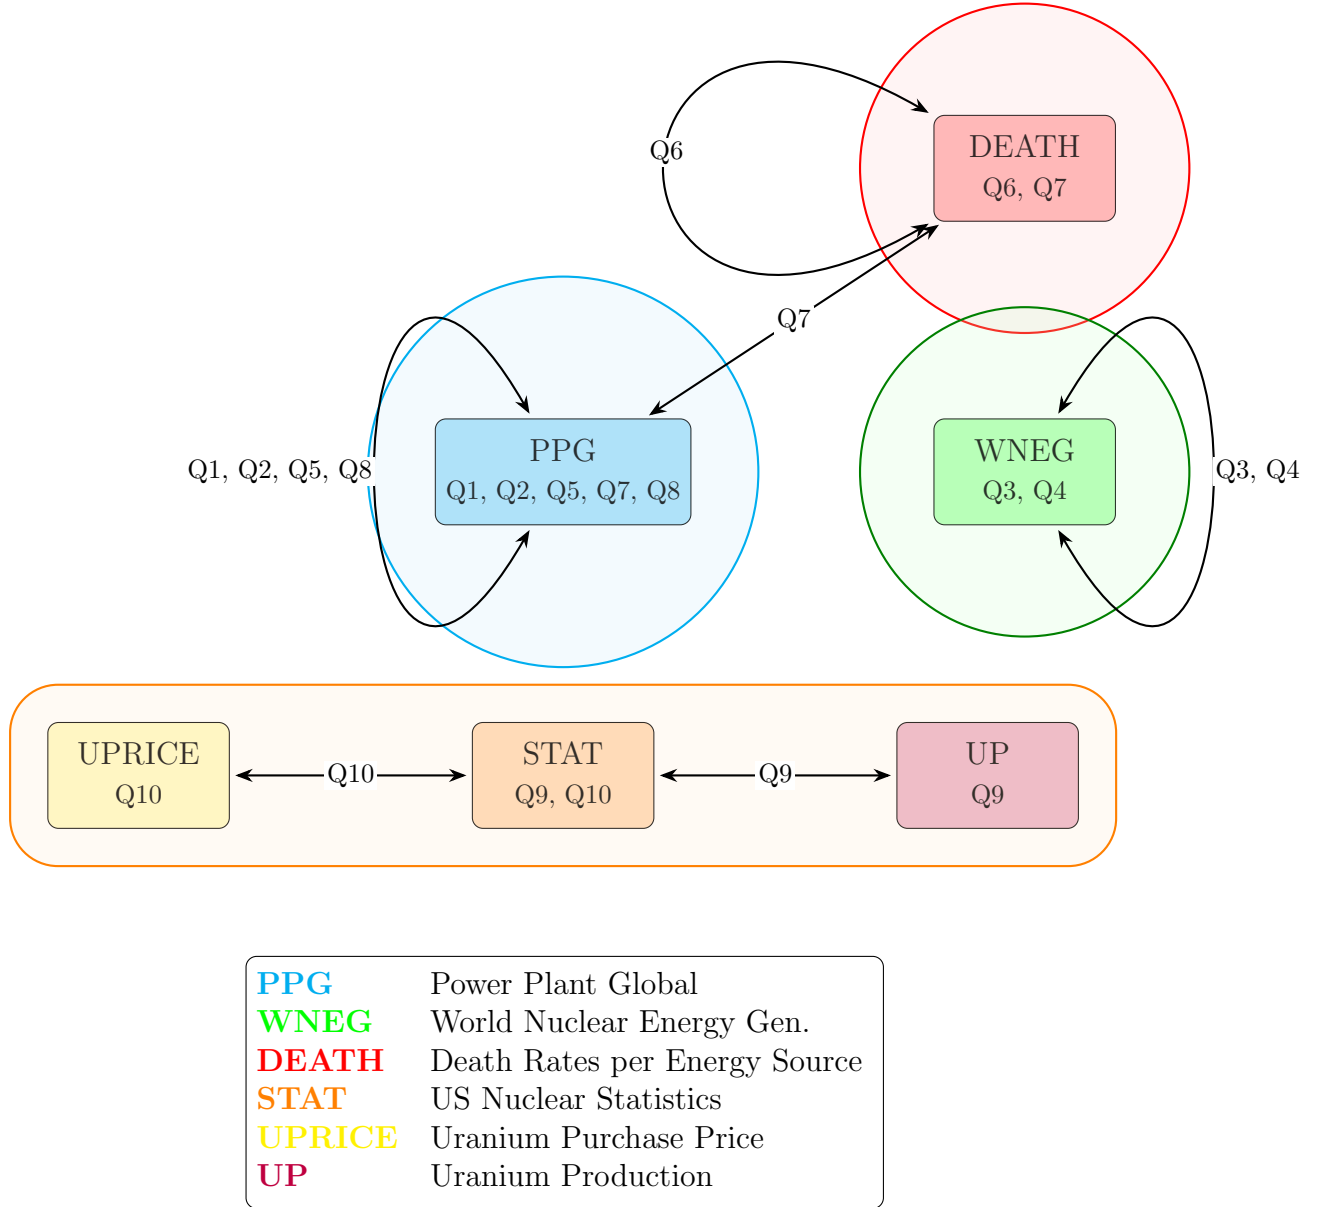 Q6
DEATH
Q6, Q7
Q7
Q1, Q2, Q5, Q8
PPG
Q1, Q2, Q5, Q7, Q8
WNEG
Q3, Q4
Q3, Q4
UPRICE
Q10
Q10
STAT
Q9, Q10
Q9
UP
Q9
PPG Power Plant Global
WNEG World Nuclear Energy Gen.
DEATH Death Rates per Energy Source
STAT US Nuclear Statistics
UPRICE Uranium Purchase Price
UP Uranium Production